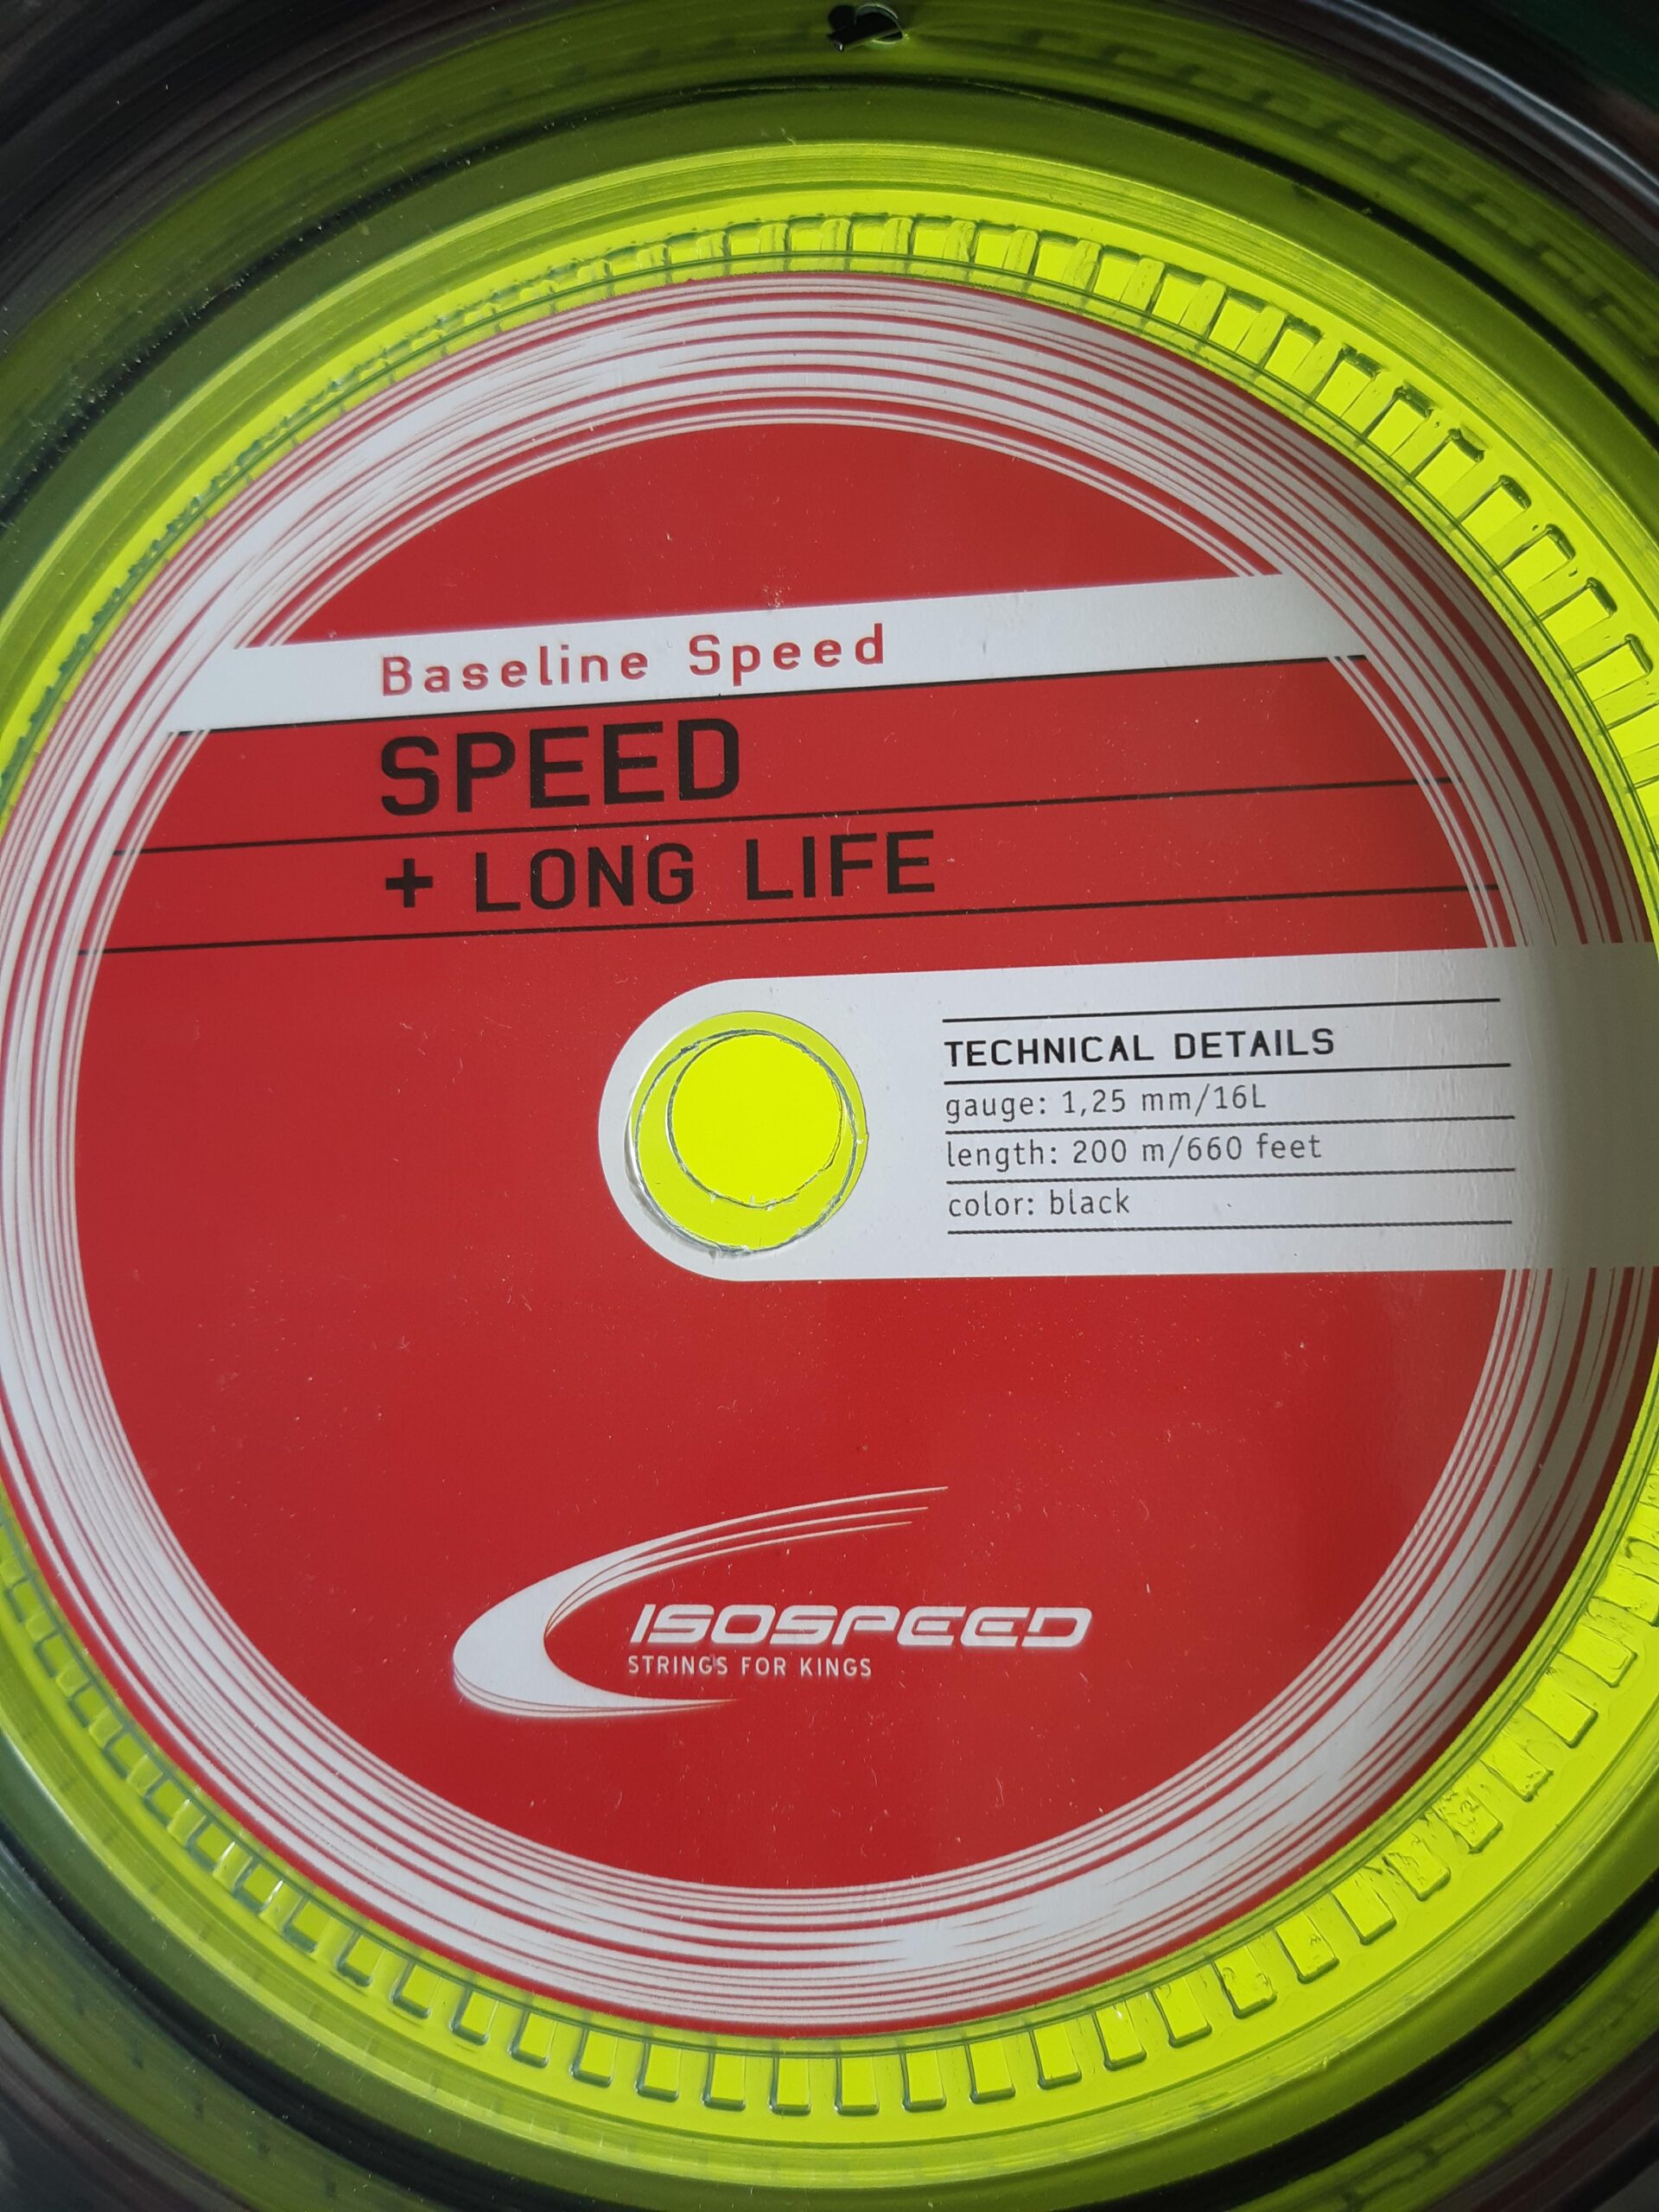 Baseline Speed
SPEED
+ LONG LIFE
TECHNICAL DETAILS
gauge: 1,25 mm/16L
length: 200 m/660 feet
color: black
ISOSPEED
STRINGS FOR KINGS